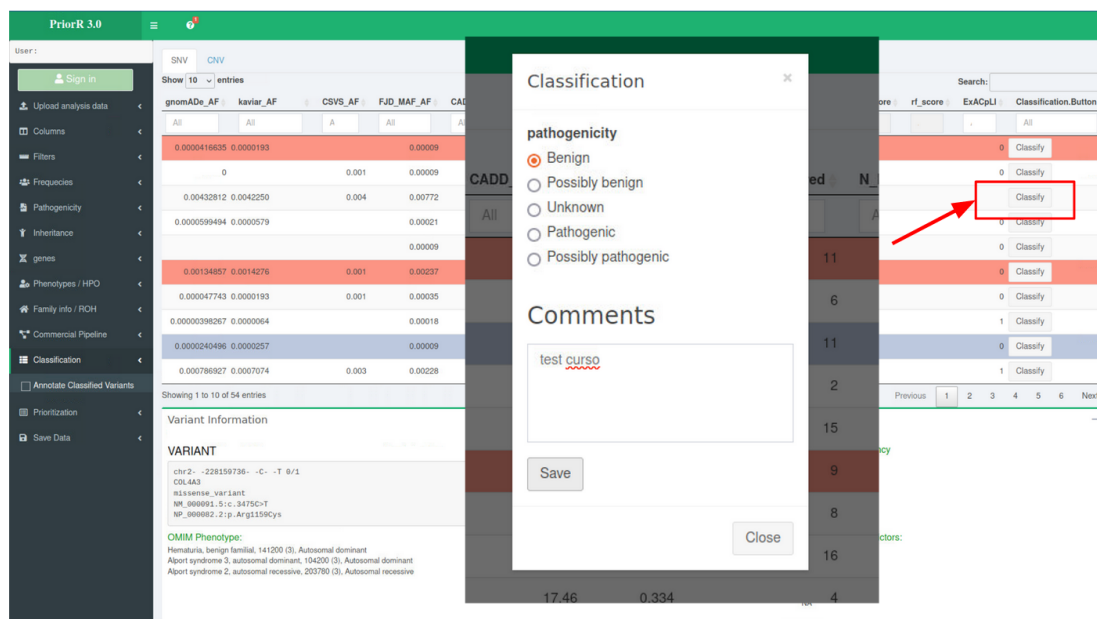 PriorR 3.0
User:
Sign in
Upload analysis data
Columns
Filters
Frequecies
Pathogenicity
Inheritance
genes
Phenotypes / HPO
Family info / ROH
Commercial Pipeline
Classification
Annotate Classified Variants
Prioritization
Save Data
SNV CNV
Show 10 entries
Search:
gnomADe_AF kaviar_AF CSVS_AF FJD_MAF_AF CAD
ore rf_score ExACpLI Classification.Button
All All A All Al . All
0.0000416635 0.0000193 0.00009 0 Classify
0 0.001 0.00009 0 Classify
0.00432812 0.0042250 0.004 0.00772 Classify
0.0000599494 0.0000579 0.00021 0 Classify
0.00009 0 Classify
0.00134857 0.0014276 0.001 0.00237 0 Classify
0.000047743 0.0000193 0.001 0.00035 0 Classify
0.00000398267 0.0000064 0.00018 1 Classify
0.0000240496 0.0000257 0.00009 0 Classify
0.000786927 0.0007074 0.003 0.00228 1 Classify
Showing 1 to 10 of 54 entries
Previous 1 2 3 4 5 6 Next
Variant Information
VARIANT
chr2- -228159736- -C- -T 0/1
COL4A3
missense_variant
NM_000091.5:c.3475C>T
NP_000082.2:p.Arg1159Cys
OMIM Phenotype:
Hematuria, benign familial, 141200 (3), Autosomal dominant
Alport syndrome 3, autosomal dominant, 104200 (3), Autosomal dominant
Alport syndrome 2, autosomal recessive, 203780 (3), Autosomal recessive
ncy
ctors:
CADD_ red N_
All A
11
6
11
2
15
9
8
16
17.46 0.334 4
Classification ×
pathogenicity
Benign
Possibly benign
Unknown
Pathogenic
Possibly pathogenic
Comments
test curso
Save
Close